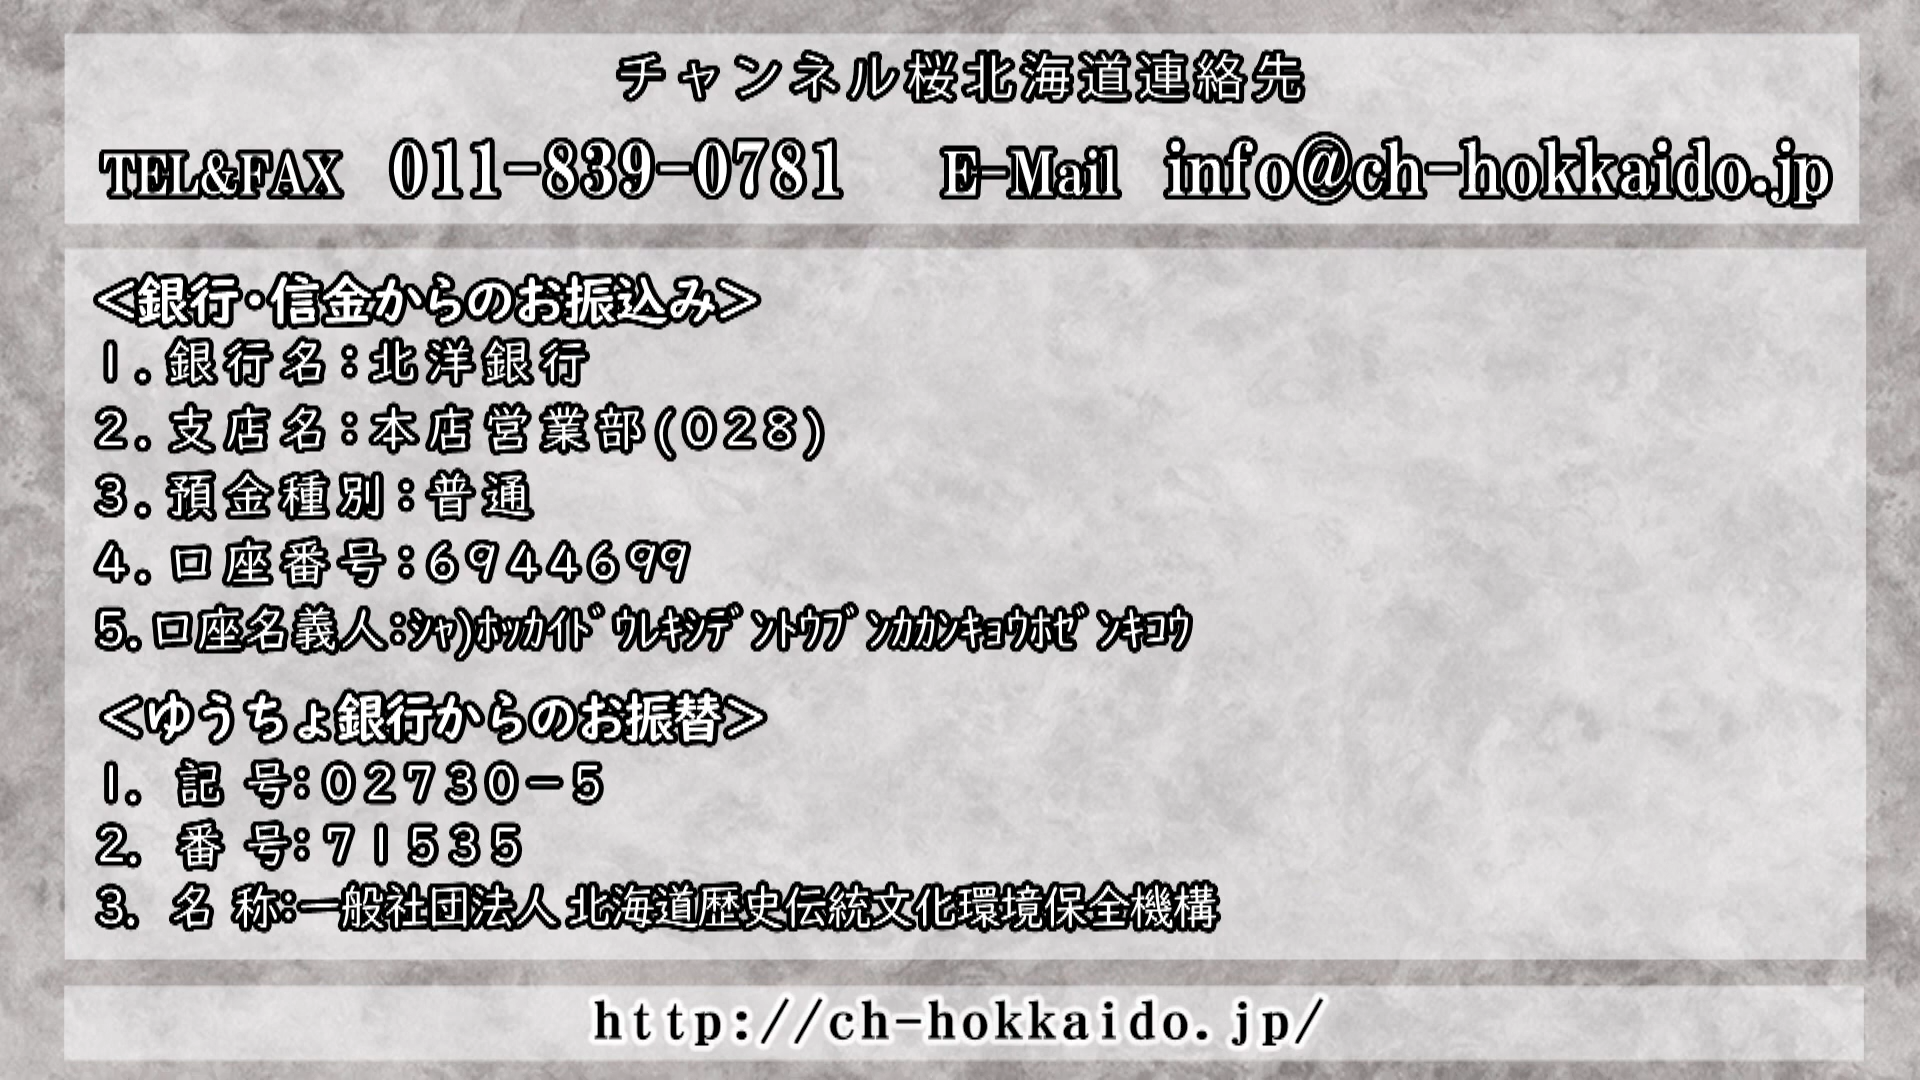 チャンネル桜北海道連絡先
TEL&FAX 011-839-0781 E-Mail info@ch-hokkaido.jp
＜銀行・信金からのお振込み＞
1.銀行名：北洋銀行
2.支店名：本店営業部(028)
3.預金種別：普通
4.口座番号：6944699
5.口座名義人：ｼｬ)ﾎｯｶｲﾄﾞｳﾚｷｼﾃﾞﾝﾄｳﾌﾞﾝｶｶﾝｷｮｳﾎｾﾞﾝｷｺｳ
＜ゆうちょ銀行からのお振替＞
1. 記 号：02730－5
2. 番 号：71535
3. 名 称：一般社団法人 北海道歴史伝統文化環境保全機構
http://ch-hokkaido.jp/